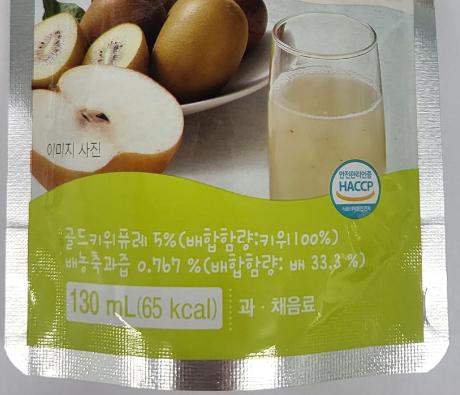 이미지 사진
안전관리인증
HACCP
골드키위퓨레 5%(배합함량:키위100%)
배농축과즙 0.767 %(배합함량: 배 33.3 %)
130 mL(65 kcal)
과·채음료